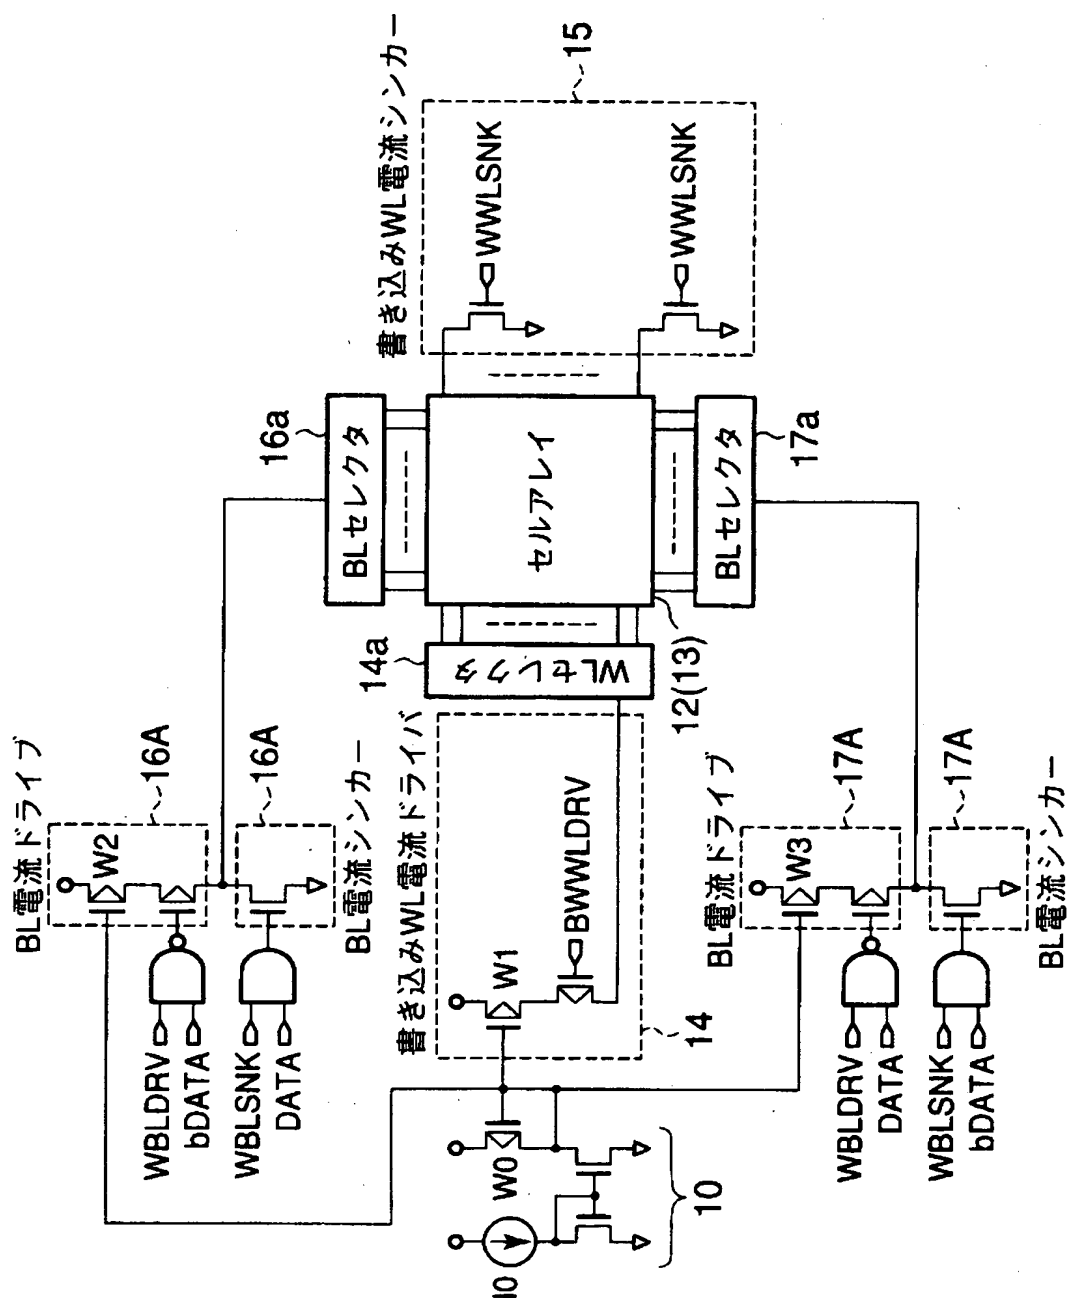 BL電流ドライブ
16A
W2
WBLDRV
bDATA
16A
WBLSNK
DATA
BL電流シンカー
書き込みWL電流ドライバ
W1
BWWLDRV
14
W0
I0
10
BL電流ドライブ
17A
W3
WBLDRV
DATA
17A
WBLSNK
bDATA
BL電流シンカー
14a
WLセレクタ
16a
BLセレクタ
セルアレイ
12(13)
17a
BLセレクタ
書き込みWL電流シンカー
15
WWLSNK
WWLSNK